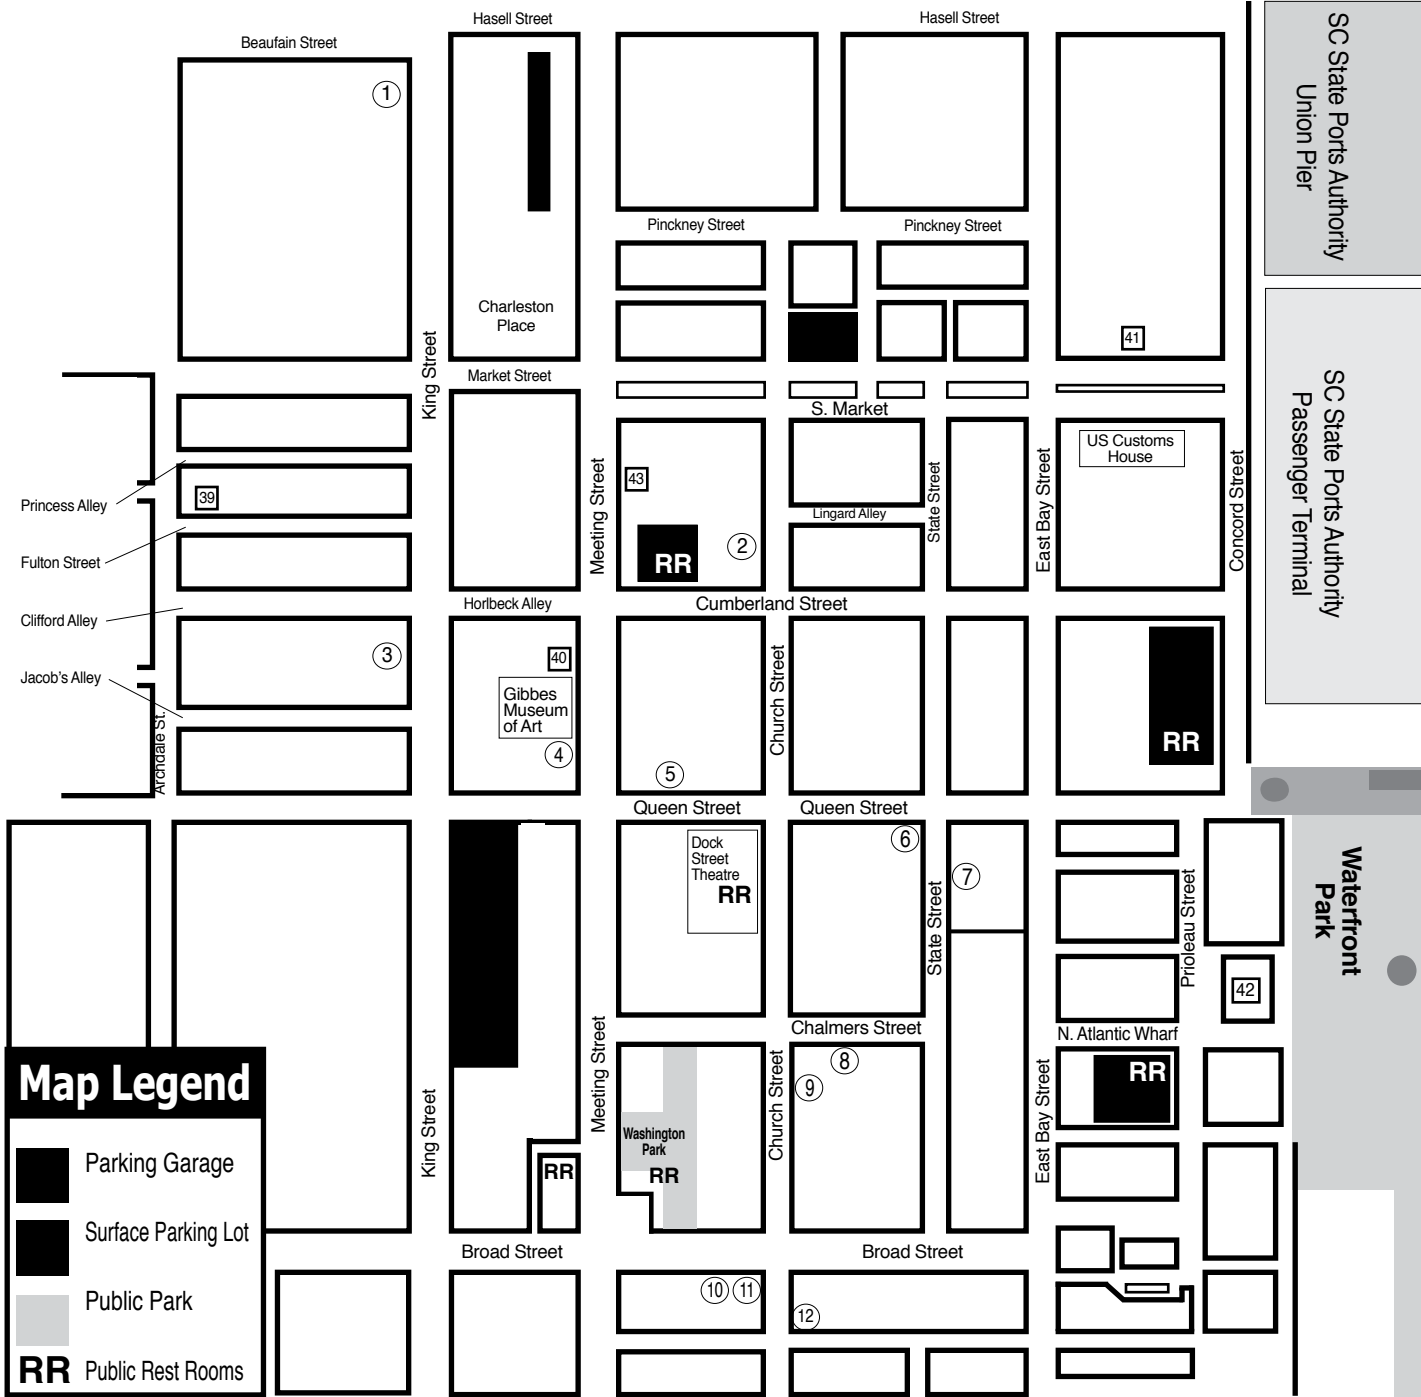 Hasell Street
Hasell Street
Beaufain Street
1
SC State Ports Authority
Union Pier
Pinckney Street
Pinckney Street
Charleston
Place
41
King Street
Market Street
S. Market
SC State Ports Authority
Passenger Terminal
US Customs
House
Princess Alley
39
43
Meeting Street
State Street
East Bay Street
Concord Street
Lingard Alley
Fulton Street
RR
2
Horlbeck Alley
Cumberland Street
Clifford Alley
3
40
Church Street
Jacob's Alley
Gibbes
Museum
of Art
4
Archdale St.
5
RR
Queen Street
Queen Street
Dock
Street
Theatre
RR
6
7
State Street
Prioleau Street
Waterfront
Park
42
Chalmers Street
N. Atlantic Wharf
8
9
RR
Map Legend
King Street
Meeting Street
Church Street
East Bay Street
Washington
Park
RR
RR
Parking Garage
Surface Parking Lot
Broad Street
Broad Street
Public Park
10
11
12
RR Public Rest Rooms